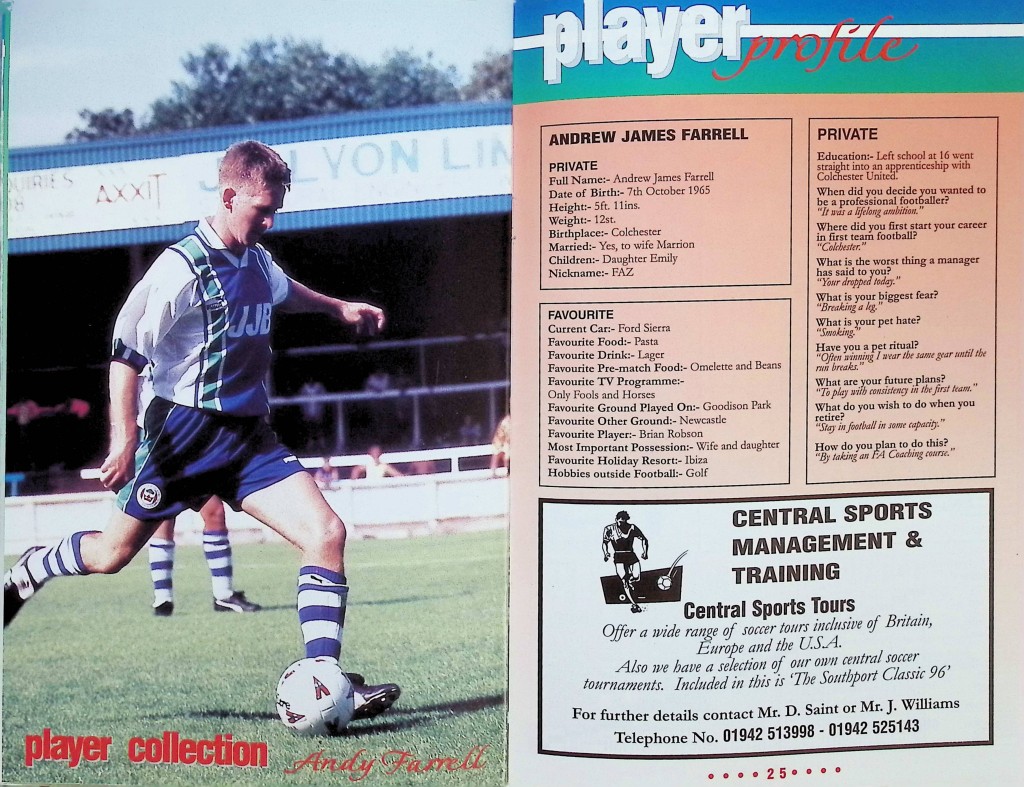 QUIRIES
AXXIT
LYON LIN
JJB
player collection
Andy Farrell
player profile
ANDREW JAMES FARRELL
PRIVATE
Full Name:- Andrew James Farrell
Date of Birth:- 7th October 1965
Height:- 5ft. 11ins.
Weight:- 12st.
Birthplace:- Colchester
Married:- Yes, to wife Marrion
Children:- Daughter Emily
Nickname:- FAZ
FAVOURITE
Current Car:- Ford Sierra
Favourite Food:- Pasta
Favourite Drink:- Lager
Favourite Pre-match Food:- Omelette and Beans
Favourite TV Programme:-
Only Fools and Horses
Favourite Ground Played On:- Goodison Park
Favourite Other Ground:- Newcastle
Favourite Player:- Brian Robson
Most Important Possession:- Wife and daughter
Favourite Holiday Resort:- Ibiza
Hobbies outside Football:- Golf
PRIVATE
Education:- Left school at 16 went
straight into an apprenticeship with
Colchester United.
When did you decide you wanted to
be a professional footballer?
"It was a lifelong ambition."
Where did you first start your career
in first team football?
"Colchester."
What is the worst thing a manager
has said to you?
"Your dropped today."
What is your biggest fear?
"Breaking a leg."
What is your pet hate?
"Smoking."
Have you a pet ritual?
"Often winning I wear the same gear until the
run breaks."
What are your future plans?
"To play with consistency in the first team."
What do you wish to do when you
retire?
"Stay in football in some capacity."
How do you plan to do this?
"By taking an FA Coaching course."
CENTRAL SPORTS
MANAGEMENT &
TRAINING
Central Sports Tours
Offer a wide range of soccer tours inclusive of Britain,
Europe and the U.S.A.
Also we have a selection of our own central soccer
tournaments. Included in this is 'The Southport Classic 96'
For further details contact Mr. D. Saint or Mr. J. Williams
Telephone No. 01942 513998 - 01942 525143
• • • • 25 • • • •